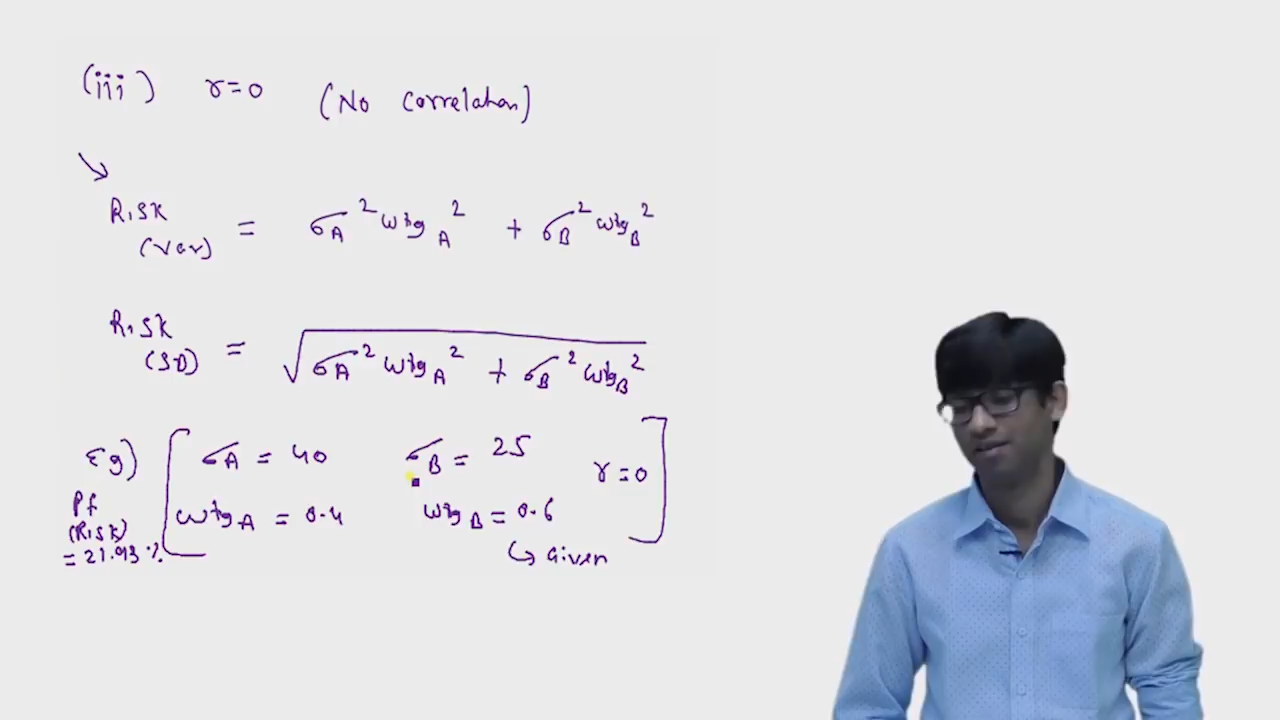 (iii) r=0 (No correlation)
Risk (Var) = σA² wtgA² + σB² wtgB²
Risk (SD) = √σA² wtgA² + σB² wtgB²
Eg) σA = 40 σB = 25 r=0
wtgA = 0.4 wtgB = 0.6
↳ Given
Pf
(Risk)
= 21.93%